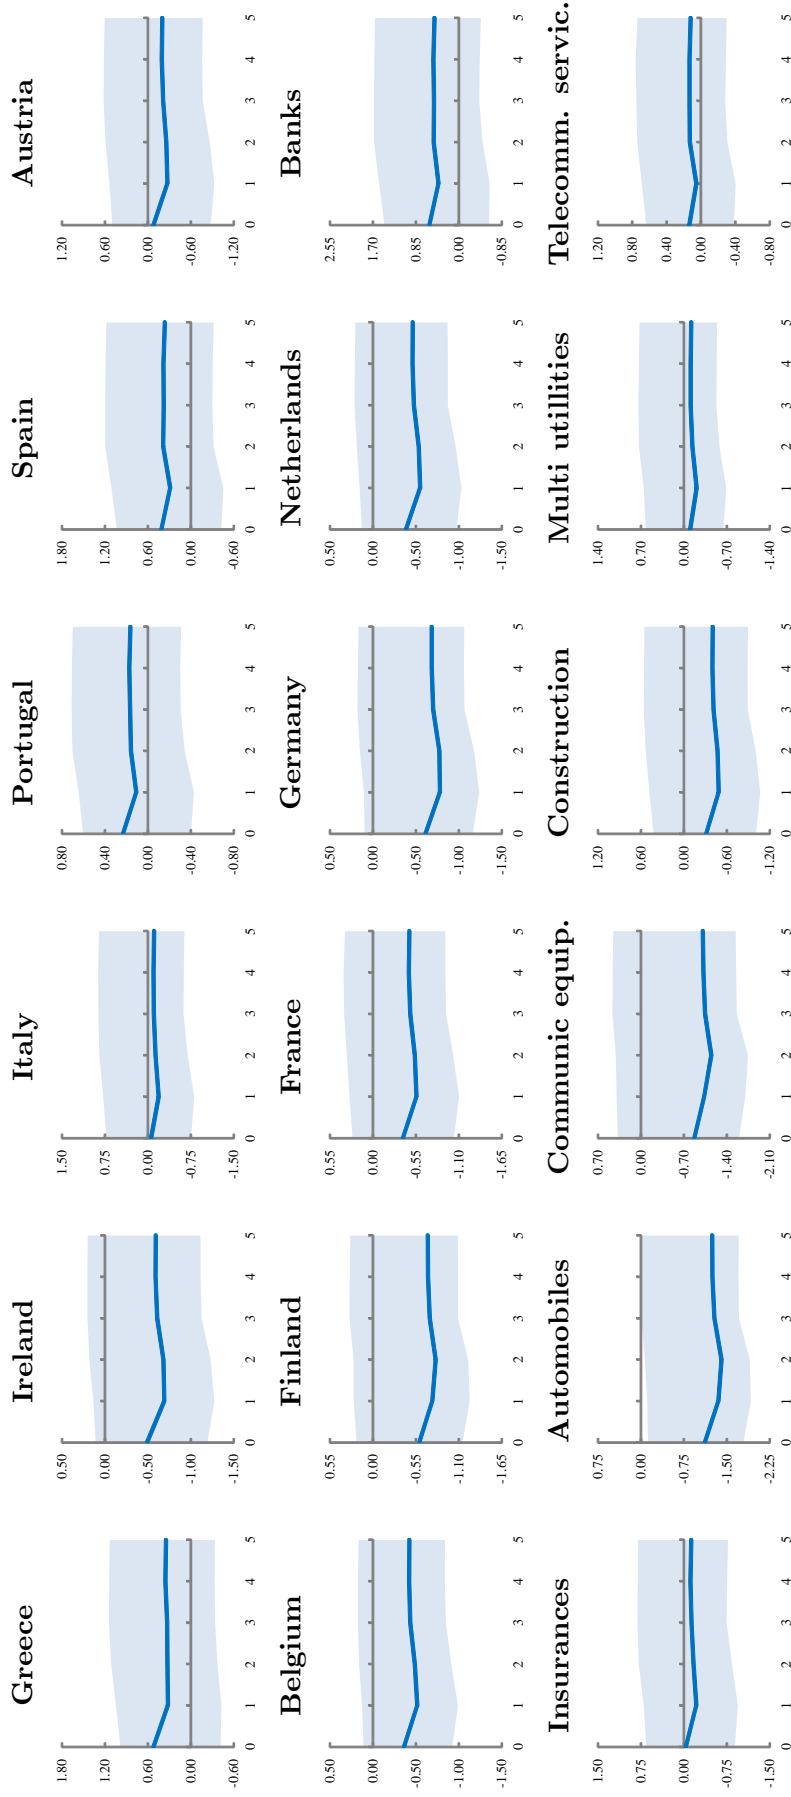 Greece Ireland Italy Portugal Spain Austria
1.80 0.50 1.50 0.80 1.80 1.20
1.20 0.00 0.75 0.40 1.20 0.60
0.60 -0.50 0.00 0.00 0.60 0.00
0.00 -1.00 -0.75 -0.40 0.00 -0.60
-0.60 -1.50 -1.50 -0.80 -0.60 -1.20
0 1 2 3 4 5 0 1 2 3 4 5 0 1 2 3 4 5 0 1 2 3 4 5 0 1 2 3 4 5 0 1 2 3 4 5
Belgium Finland France Germany Netherlands Banks
0.50 0.55 0.55 0.50 0.50 2.55
0.00 0.00 0.00 0.00 0.00 1.70
-0.50 -0.55 -0.55 -0.50 -0.50 0.85
-1.00 -1.10 -1.10 -1.00 -1.00 0.00
-1.50 -1.65 -1.65 -1.50 -1.50 -0.85
0 1 2 3 4 5 0 1 2 3 4 5 0 1 2 3 4 5 0 1 2 3 4 5 0 1 2 3 4 5 0 1 2 3 4 5
Insurances Automobiles Communic equip. Construction Multi utillities Telecomm. servic.
1.50 0.75 0.70 1.20 1.40 1.20
0.75 0.00 0.00 0.60 0.70 0.80
0.00 -0.75 -0.70 0.00 0.00 0.40
-0.75 -1.50 -1.40 -0.60 -0.70 0.00
-1.50 -2.25 -2.10 -1.20 -1.40 -0.40
-0.80
0 1 2 3 4 5 0 1 2 3 4 5 0 1 2 3 4 5 0 1 2 3 4 5 0 1 2 3 4 5 0 1 2 3 4 5